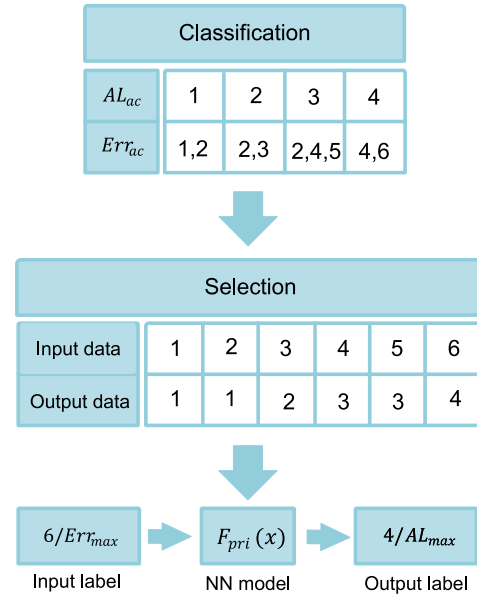 Classification
AL_ac 1 2 3 4
Err_ac 1,2 2,3 2,4,5 4,6
Selection
Input data 1 2 3 4 5 6
Output data 1 1 2 3 3 4
6/Err_max F_pri(x) 4/AL_max
Input label NN model Output label